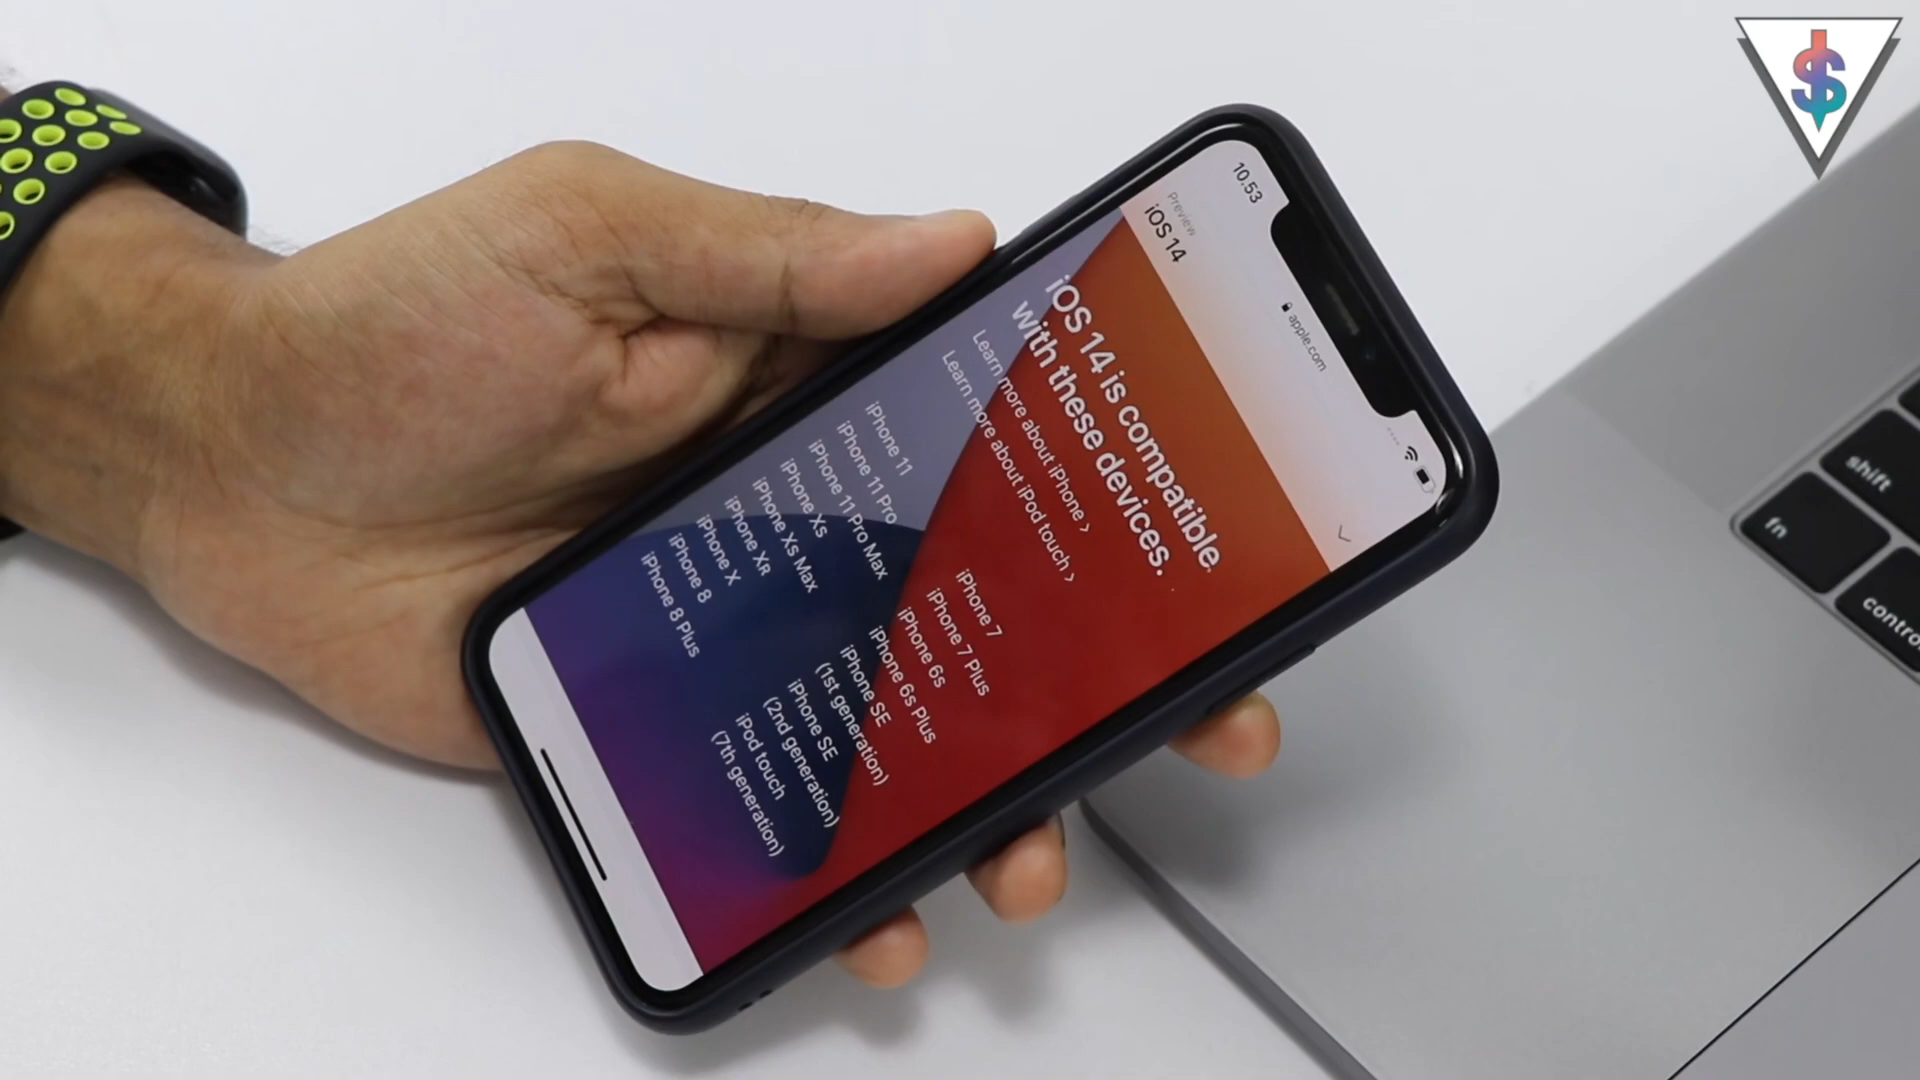 10.53
apple.com
Preview
iOS 14
iOS 14 is compatible
with these devices.
Learn more about iPhone >
Learn more about iPod touch >
iPhone 11
iPhone 11 Pro
iPhone 11 Pro Max
iPhone Xs
iPhone Xs Max
iPhone XR
iPhone X
iPhone 8
iPhone 8 Plus
iPhone 7
iPhone 7 Plus
iPhone 6s
iPhone 6s Plus
iPhone SE
(1st generation)
iPhone SE
(2nd generation)
iPod touch
(7th generation)
shift
fn
contro
$